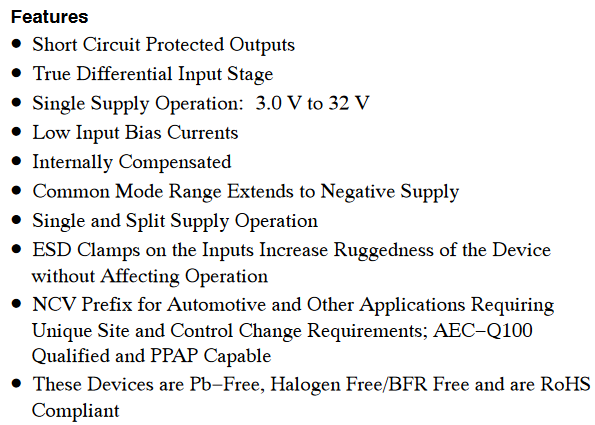 Features
● Short Circuit Protected Outputs
● True Differential Input Stage
● Single Supply Operation: 3.0 V to 32 V
● Low Input Bias Currents
● Internally Compensated
● Common Mode Range Extends to Negative Supply
● Single and Split Supply Operation
● ESD Clamps on the Inputs Increase Ruggedness of the Device
without Affecting Operation
● NCV Prefix for Automotive and Other Applications Requiring
Unique Site and Control Change Requirements; AEC−Q100
Qualified and PPAP Capable
● These Devices are Pb−Free, Halogen Free/BFR Free and are RoHS
Compliant